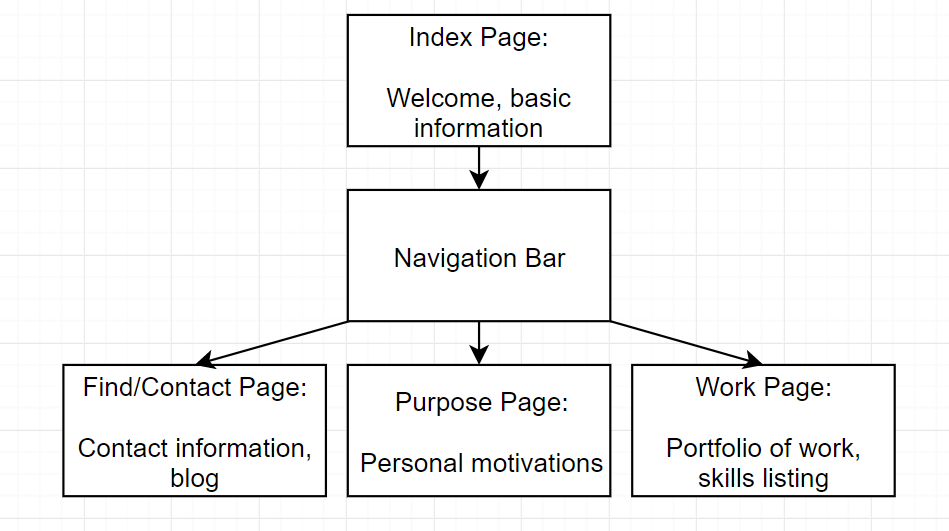 Index Page:
Welcome, basic
information
Navigation Bar
Find/Contact Page:
Contact information,
blog
Purpose Page:
Personal motivations
Work Page:
Portfolio of work,
skills listing